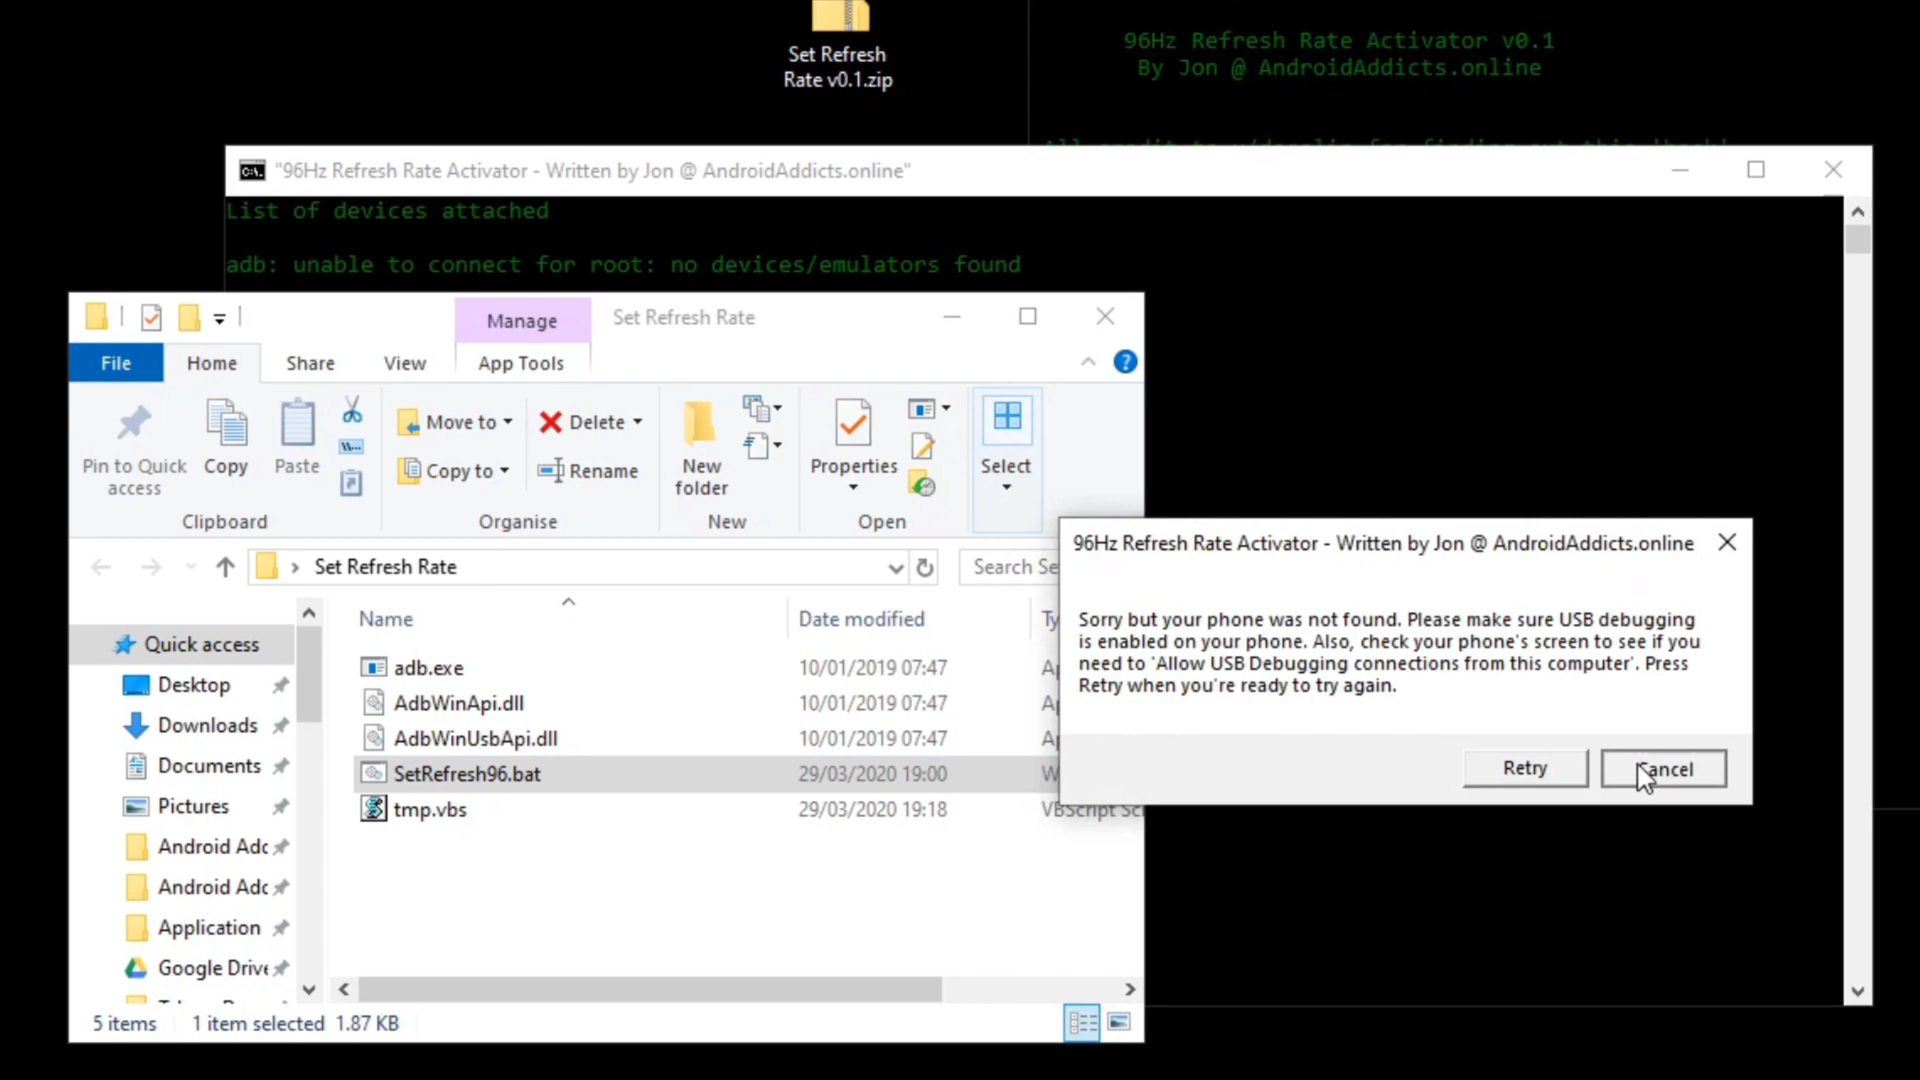 Set Refresh
Rate v0.1.zip
96Hz Refresh Rate Activator v0.1
By Jon @ AndroidAddicts.online
"96Hz Refresh Rate Activator - Written by Jon @ AndroidAddicts.online"
List of devices attached
adb: unable to connect for root: no devices/emulators found
Manage
Set Refresh Rate
File
Home
Share
View
App Tools
Pin to Quick
access
Copy
Paste
Move to
Copy to
Delete
Rename
New
folder
Properties
Select
Clipboard
Organise
New
Open
Set Refresh Rate
Search Se
Name
Date modified
Ty
Quick access
Desktop
Downloads
Documents
Pictures
Android Adc
Android Adc
Application
Google Drive
adb.exe 10/01/2019 07:47 Ap
AdbWinApi.dll 10/01/2019 07:47 Ap
AdbWinUsbApi.dll 10/01/2019 07:47 Ap
SetRefresh96.bat 29/03/2020 19:00 W
tmp.vbs 29/03/2020 19:18 VBScript Scr
5 items 1 item selected 1.87 KB
96Hz Refresh Rate Activator - Written by Jon @ AndroidAddicts.online
Sorry but your phone was not found. Please make sure USB debugging
is enabled on your phone. Also, check your phone's screen to see if you
need to 'Allow USB Debugging connections from this computer'. Press
Retry when you're ready to try again.
Retry
Cancel